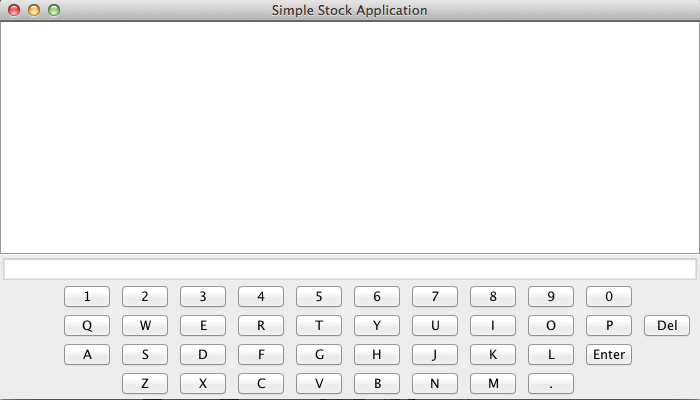 Simple Stock Application
1 2 3 4 5 6 7 8 9 0
Q W E R T Y U I O P Del
A S D F G H J K L Enter
Z X C V B N M .